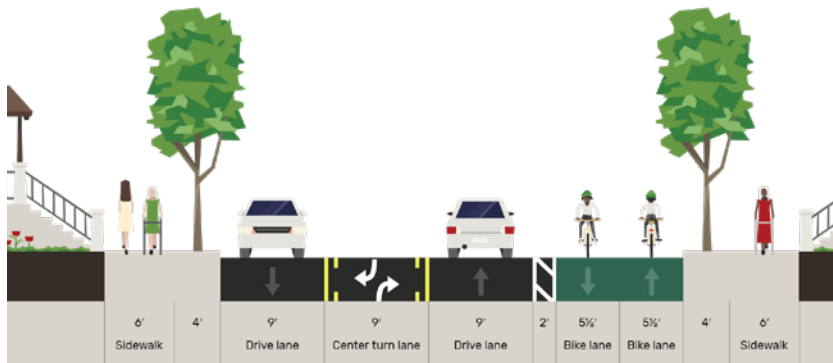 6' 4' 9' 9' 9' 2' 5½' 5½' 4' 6'
Sidewalk Drive lane Center turn lane Drive lane Bike lane Bike lane Sidewalk